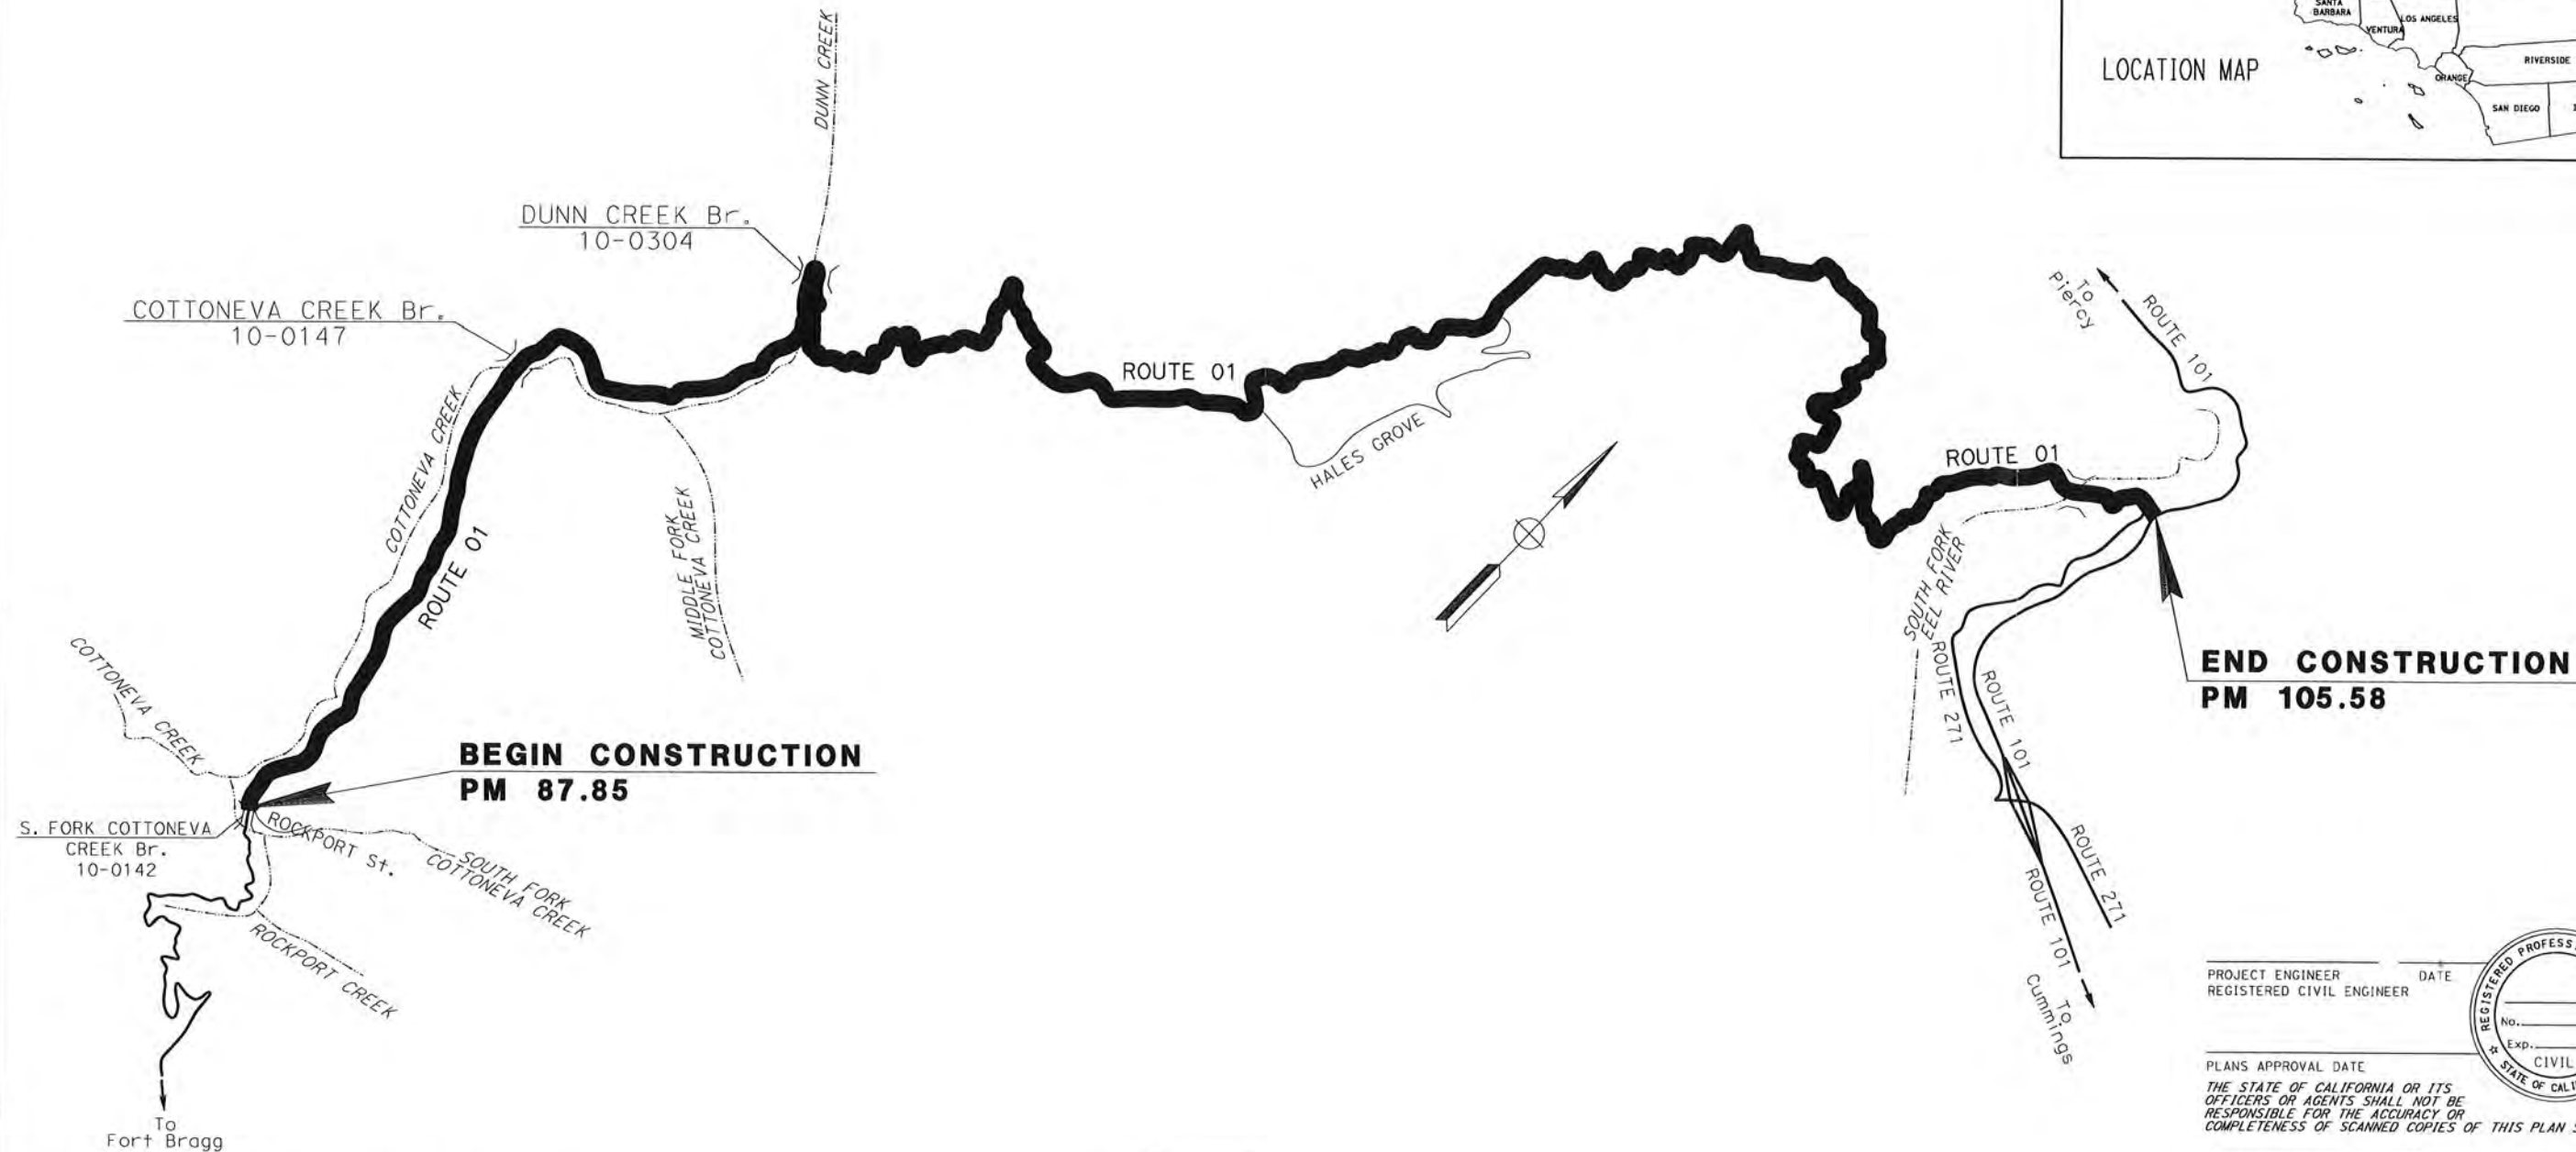 SANTA
BARBARA
VENTURA
LOS ANGELES
ORANGE
RIVERSIDE
SAN DIEGO
LOCATION MAP
DUNN CREEK
DUNN CREEK Br.
10-0304
COTTONEVA CREEK Br.
10-0147
COTTONEVA CREEK
ROUTE 01
MIDDLE FORK
COTTONEVA CREEK
ROUTE 01
HALES GROVE
To
Piercy
ROUTE 101
ROUTE 01
SOUTH FORK
EEL RIVER
ROUTE 271
ROUTE 101
END CONSTRUCTION
PM 105.58
COTTONEVA CREEK
BEGIN CONSTRUCTION
PM 87.85
S. FORK COTTONEVA
CREEK Br.
10-0142
ROCKPORT St.
SOUTH FORK
COTTONEVA CREEK
ROCKPORT CREEK
To
Fort Bragg
ROUTE 271
ROUTE 101
To
Cummings
PROJECT ENGINEER DATE
REGISTERED CIVIL ENGINEER
REGISTERED PROFESS
No.
Exp.
CIVIL
STATE OF CALI
PLANS APPROVAL DATE
THE STATE OF CALIFORNIA OR ITS
OFFICERS OR AGENTS SHALL NOT BE
RESPONSIBLE FOR THE ACCURACY OR
COMPLETENESS OF SCANNED COPIES OF THIS PLAN